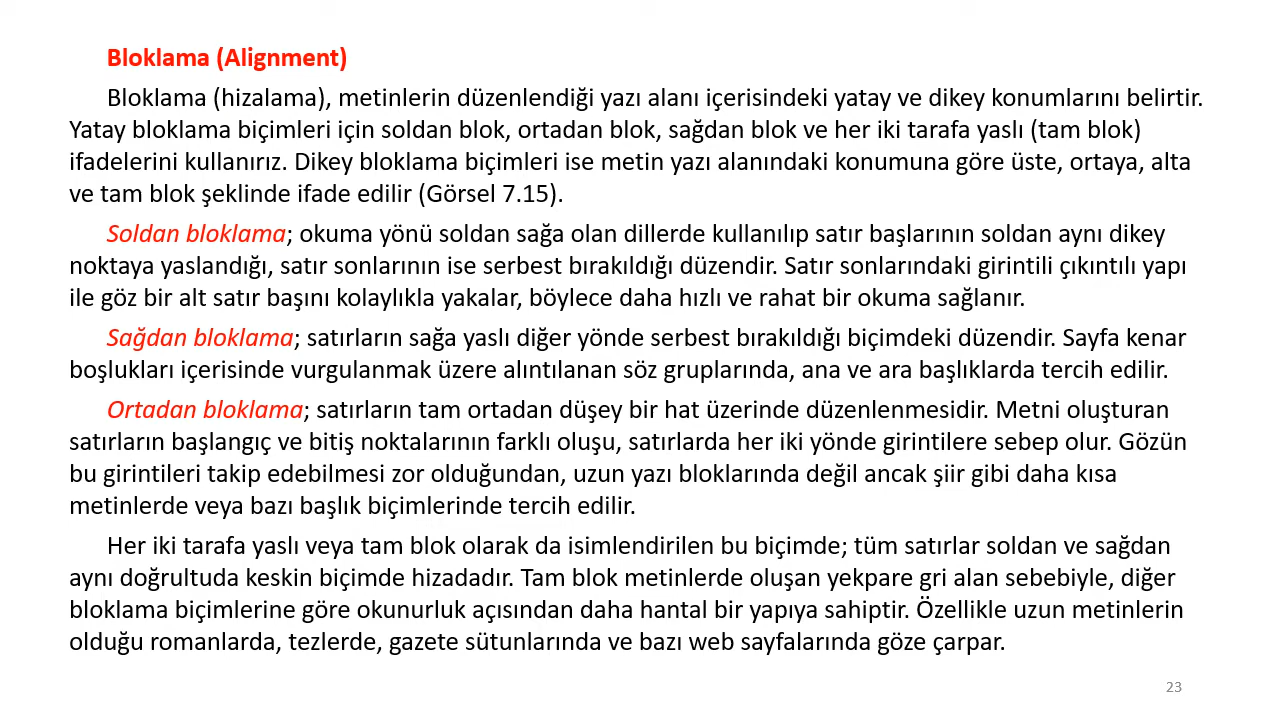 Bloklama (Alignment)
Bloklama (hizalama), metinlerin düzenlendiği yazı alanı içerisindeki yatay ve dikey konumlarını belirtir.
Yatay bloklama biçimleri için soldan blok, ortadan blok, sağdan blok ve her iki tarafa yaslı (tam blok)
ifadelerini kullanırız. Dikey bloklama biçimleri ise metin yazı alanındaki konumuna göre üste, ortaya, alta
ve tam blok şeklinde ifade edilir (Görsel 7.15).
Soldan bloklama; okuma yönü soldan sağa olan dillerde kullanılıp satır başlarının soldan aynı dikey
noktaya yaslandığı, satır sonlarının ise serbest bırakıldığı düzendir. Satır sonlarındaki girintili çıkıntılı yapı
ile göz bir alt satır başını kolaylıkla yakalar, böylece daha hızlı ve rahat bir okuma sağlanır.
Sağdan bloklama; satırların sağa yaslı diğer yönde serbest bırakıldığı biçimdeki düzendir. Sayfa kenar
boşlukları içerisinde vurgulanmak üzere alıntılanan söz gruplarında, ana ve ara başlıklarda tercih edilir.
Ortadan bloklama; satırların tam ortadan düşey bir hat üzerinde düzenlenmesidir. Metni oluşturan
satırların başlangıç ve bitiş noktalarının farklı oluşu, satırlarda her iki yönde girintilere sebep olur. Gözün
bu girintileri takip edebilmesi zor olduğundan, uzun yazı bloklarında değil ancak şiir gibi daha kısa
metinlerde veya bazı başlık biçimlerinde tercih edilir.
Her iki tarafa yaslı veya tam blok olarak da isimlendirilen bu biçimde; tüm satırlar soldan ve sağdan
aynı doğrultuda keskin biçimde hizadadır. Tam blok metinlerde oluşan yekpare gri alan sebebiyle, diğer
bloklama biçimlerine göre okunurluk açısından daha hantal bir yapıya sahiptir. Özellikle uzun metinlerin
olduğu romanlarda, tezlerde, gazete sütunlarında ve bazı web sayfalarında göze çarpar.
23